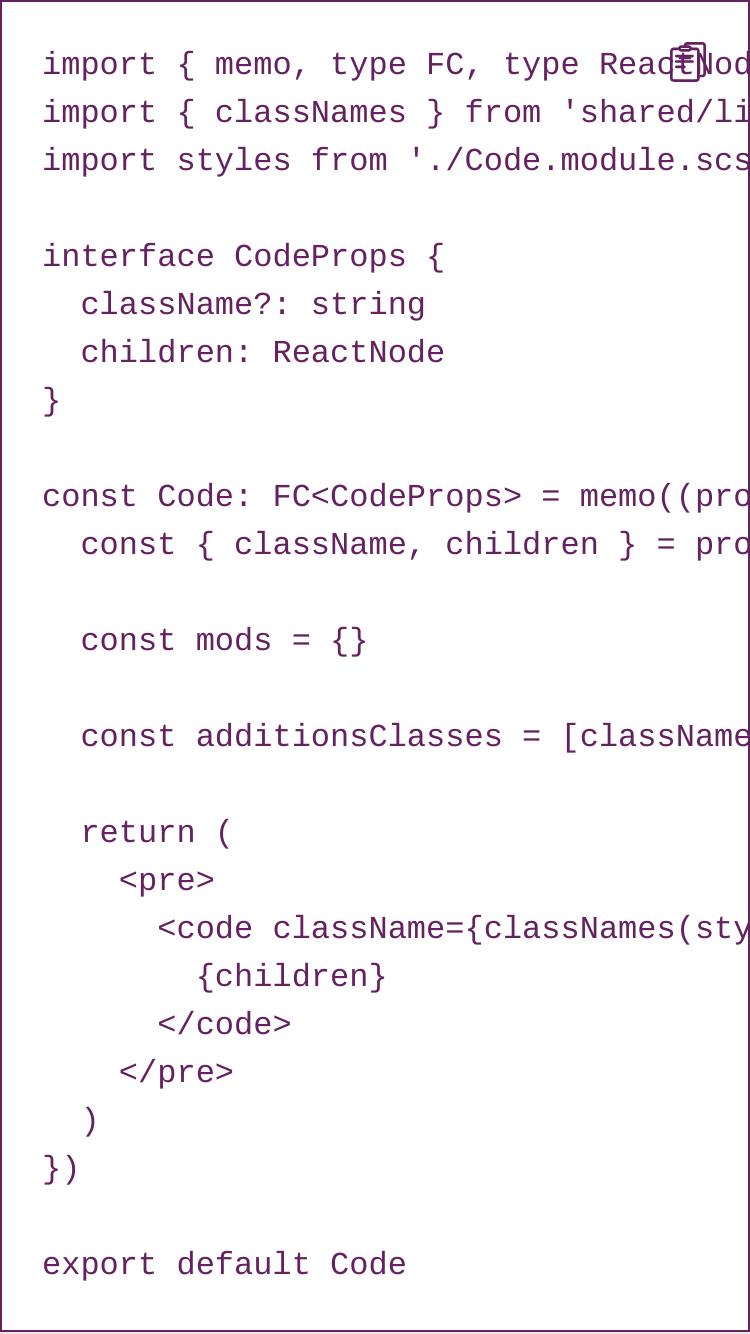 import { memo, type FC, type ReactNod
import { classNames } from 'shared/li
import styles from './Code.module.scs
interface CodeProps {
  className?: string
  children: ReactNode
}
const Code: FC<CodeProps> = memo((pro
  const { className, children } = pro
  const mods = {}
  const additionsClasses = [className
  return (
    <pre>
      <code className={classNames(sty
        {children}
      </code>
    </pre>
  )
})
export default Code